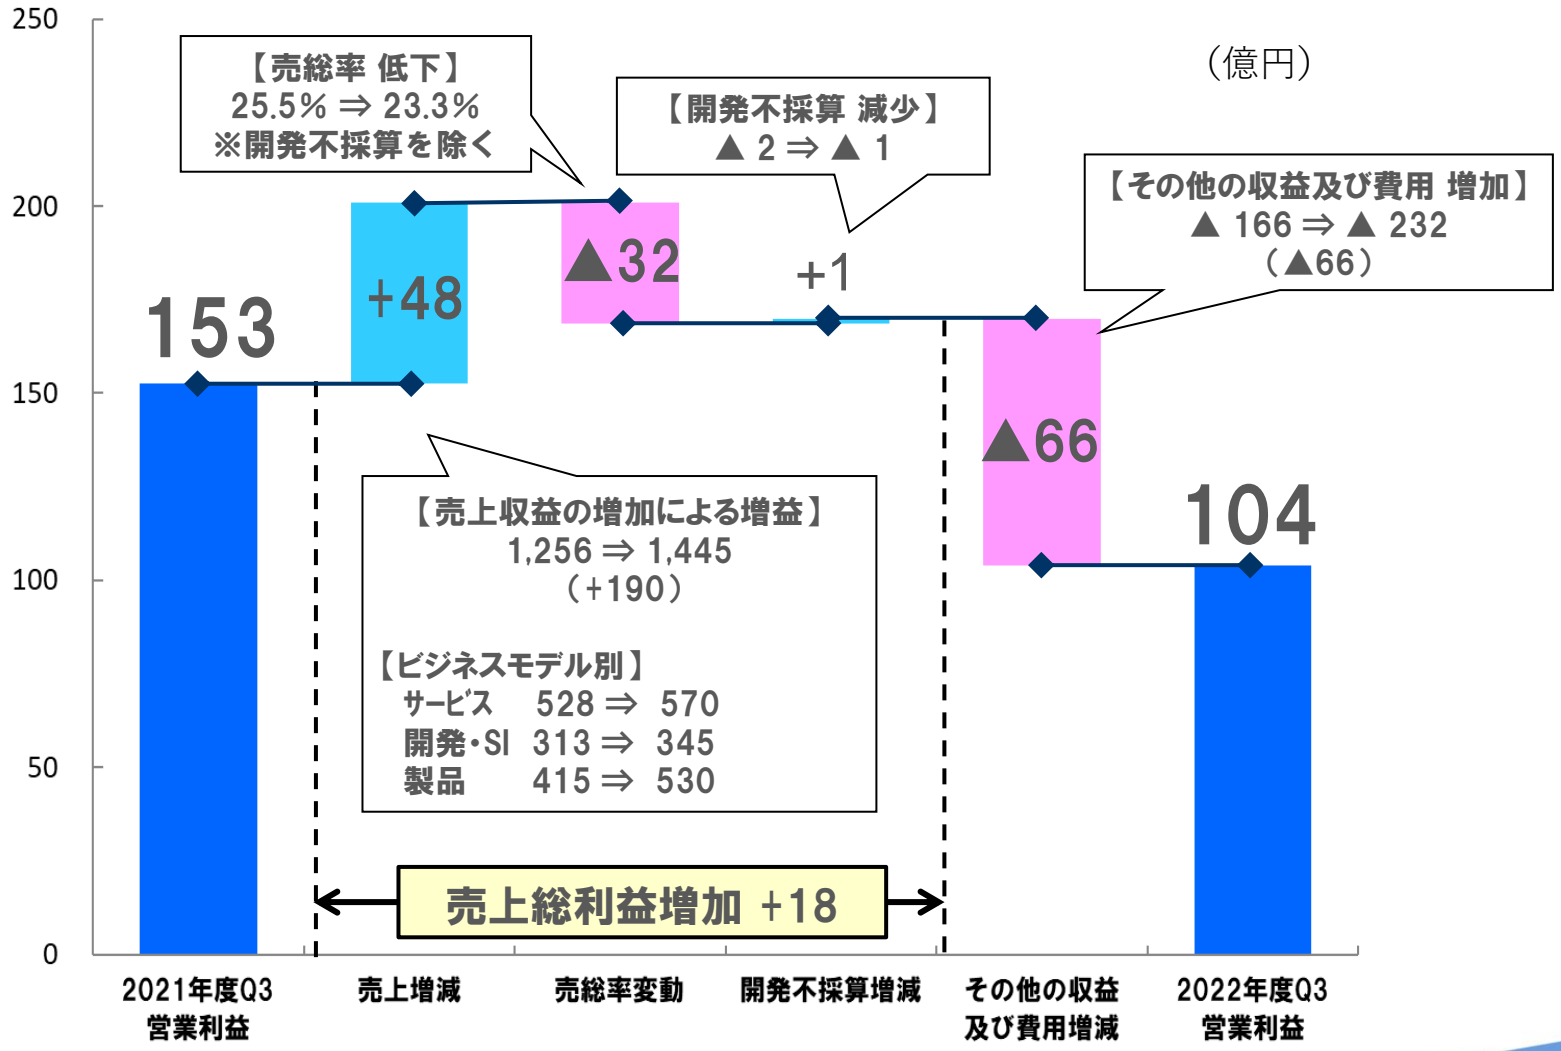 250
200
150
100
50
0
（億円）
【売総率 低下】
25.5% ⇒ 23.3%
※開発不採算を除く
【開発不採算 減少】
▲ 2 ⇒ ▲ 1
【その他の収益及び費用 増加】
▲ 166 ⇒ ▲ 232
（▲66）
153
+48
▲32
+1
▲66
104
【売上収益の増加による増益】
1,256 ⇒ 1,445
（+190）
【ビジネスモデル別】
サービス 528 ⇒ 570
開発・SI 313 ⇒ 345
製品 415 ⇒ 530
売上総利益増加 +18
2021年度Q3
営業利益
売上増減
売総率変動
開発不採算増減
その他の収益
及び費用増減
2022年度Q3
営業利益